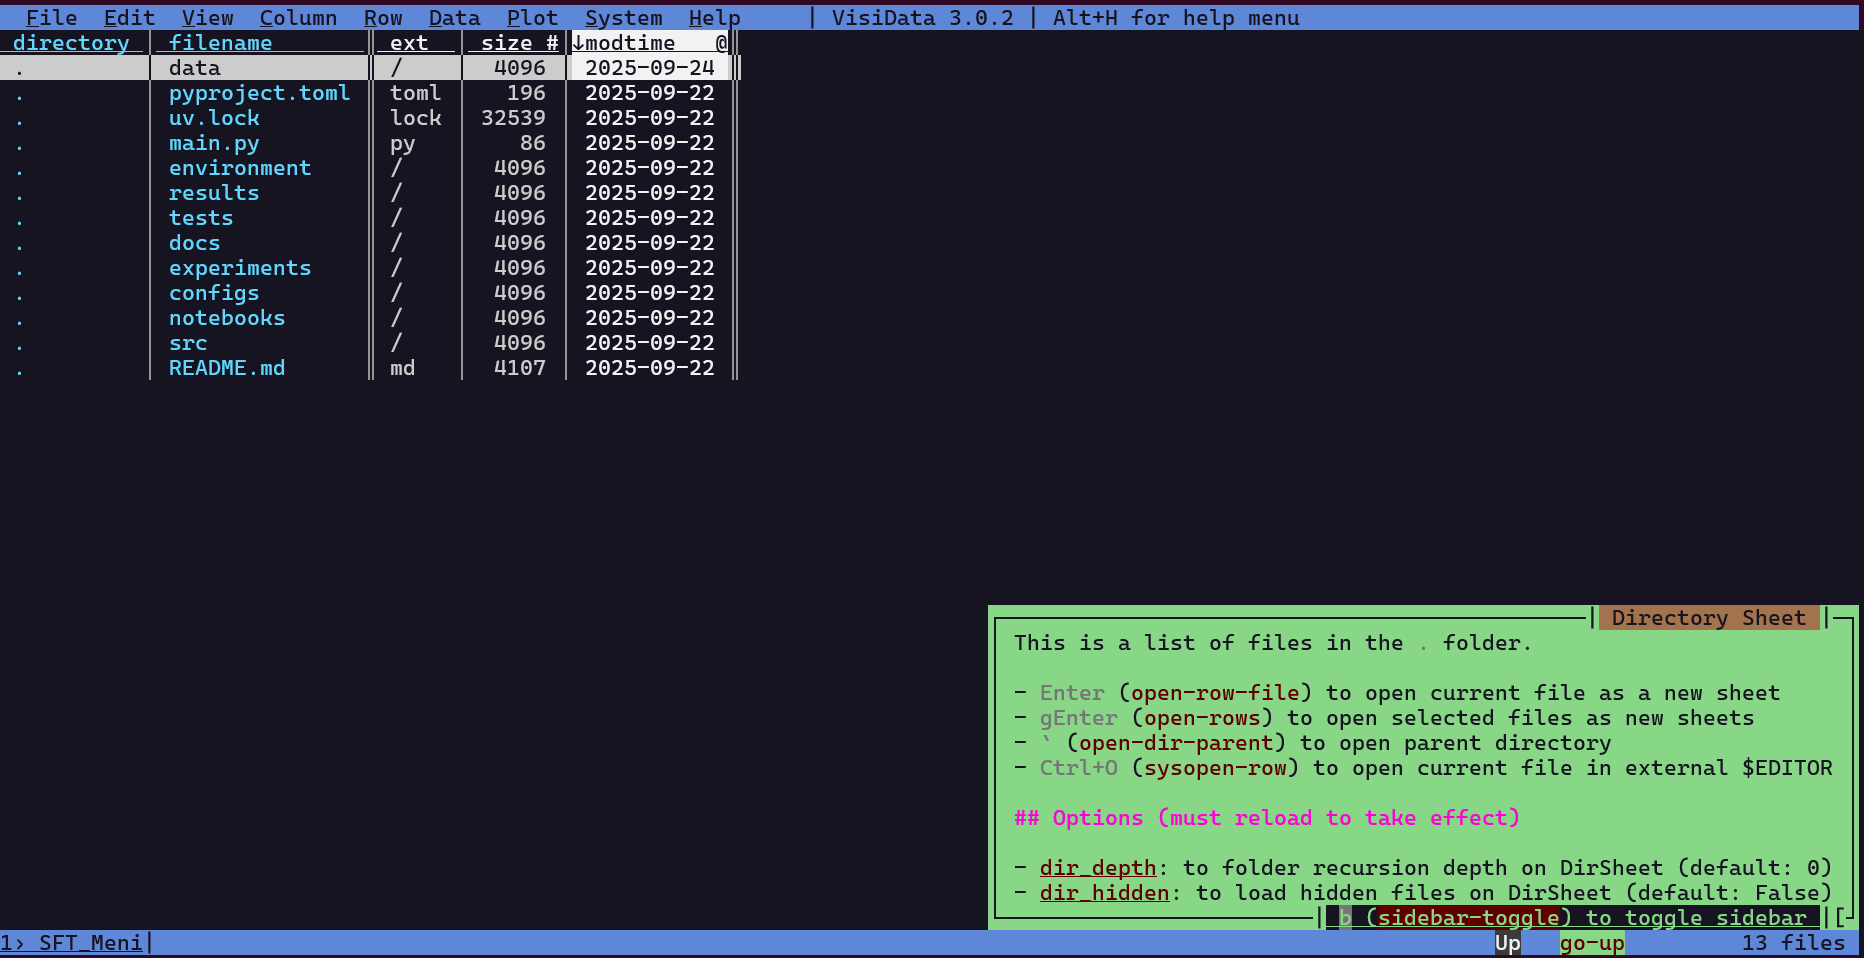 File  Edit  View  Column  Row  Data  Plot  System  Help  | VisiData 3.0.2 | Alt+H for help menu
directory | filename || ext | size # |↓modtime @||
. | data || / | 4096 | 2025-09-24 ||
. | pyproject.toml || toml | 196 | 2025-09-22 ||
. | uv.lock || lock | 32539 | 2025-09-22 ||
. | main.py || py | 86 | 2025-09-22 ||
. | environment || / | 4096 | 2025-09-22 ||
. | results || / | 4096 | 2025-09-22 ||
. | tests || / | 4096 | 2025-09-22 ||
. | docs || / | 4096 | 2025-09-22 ||
. | experiments || / | 4096 | 2025-09-22 ||
. | configs || / | 4096 | 2025-09-22 ||
. | notebooks || / | 4096 | 2025-09-22 ||
. | src || / | 4096 | 2025-09-22 ||
. | README.md || md | 4107 | 2025-09-22 ||
| Directory Sheet |
This is a list of files in the . folder.
- Enter (open-row-file) to open current file as a new sheet
- gEnter (open-rows) to open selected files as new sheets
- ` (open-dir-parent) to open parent directory
- Ctrl+O (sysopen-row) to open current file in external $EDITOR
## Options (must reload to take effect)
- dir_depth: to folder recursion depth on DirSheet (default: 0)
- dir_hidden: to load hidden files on DirSheet (default: False)
| b (sidebar-toggle) to toggle sidebar |[
1› SFT_Meni|  Up  go-up  13 files